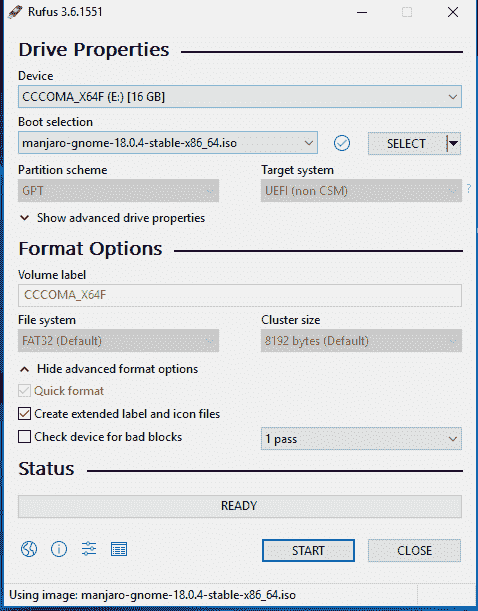 Rufus 3.6.1551
Drive Properties
Device
CCCOMA_X64F (E:) [16 GB]
Boot selection
manjaro-gnome-18.0.4-stable-x86_64.iso
SELECT
Partition scheme Target system
GPT UEFI (non CSM) ?
Show advanced drive properties
Format Options
Volume label
CCCOMA_X64F
File system Cluster size
FAT32 (Default) 8192 bytes (Default)
Hide advanced format options
Quick format
Create extended label and icon files
Check device for bad blocks 1 pass
Status
READY
START CLOSE
Using image: manjaro-gnome-18.0.4-stable-x86_64.iso